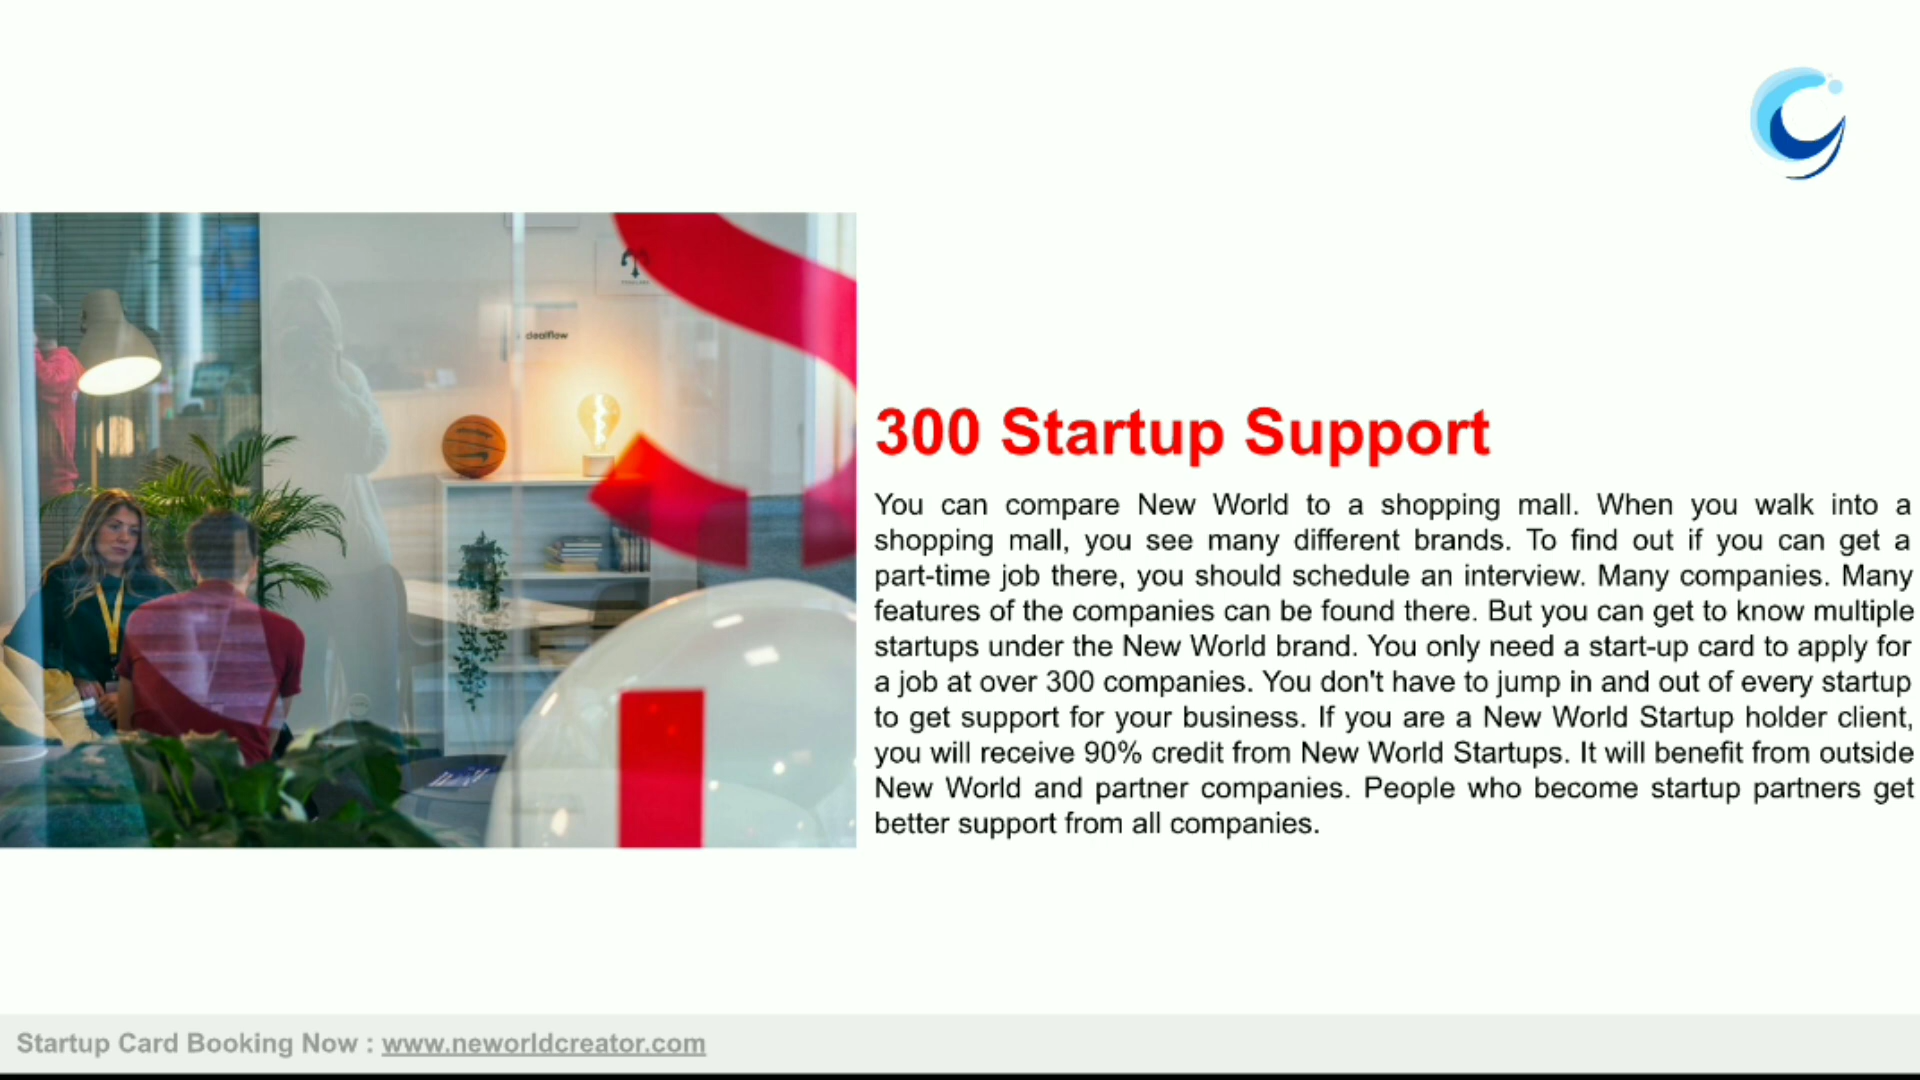 dealflow
300 Startup Support
You can compare New World to a shopping mall. When you walk into a
shopping mall, you see many different brands. To find out if you can get a
part-time job there, you should schedule an interview. Many companies. Many
features of the companies can be found there. But you can get to know multiple
startups under the New World brand. You only need a start-up card to apply for
a job at over 300 companies. You don't have to jump in and out of every startup
to get support for your business. If you are a New World Startup holder client,
you will receive 90% credit from New World Startups. It will benefit from outside
New World and partner companies. People who become startup partners get
better support from all companies.
Startup Card Booking Now : www.neworldcreator.com